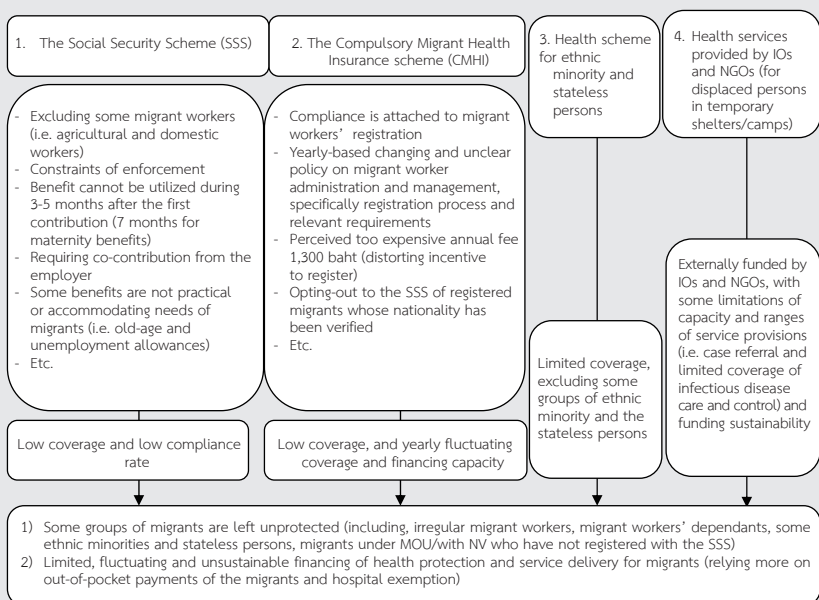 1. The Social Security Scheme (SSS)
2. The Compulsory Migrant Health
Insurance scheme (CMHI)
3. Health scheme
for ethnic
minority and
stateless
persons
4. Health services
provided by IOs
and NGOs (for
displaced persons
in temporary
shelters/camps)
- Excluding some migrant workers
(i.e. agricultural and domestic
workers)
- Constraints of enforcement
- Benefit cannot be utilized during
3-5 months after the first
contribution (7 months for
maternity benefits)
- Requiring co-contribution from the
employer
- Some benefits are not practical
or accommodating needs of
migrants (i.e. old-age and
unemployment allowances)
- Etc.
- Compliance is attached to migrant
workers' registration
- Yearly-based changing and unclear
policy on migrant worker
administration and management,
specifically registration process and
relevant requirements
- Perceived too expensive annual fee
1,300 baht (distorting incentive
to register)
- Opting-out to the SSS of registered
migrants whose nationality has
been verified
- Etc.
Limited coverage,
excluding some
groups of ethnic
minority and the
stateless persons
Externally funded by
IOs and NGOs, with
some limitations of
capacity and ranges
of service provisions
(i.e. case referral and
limited coverage of
infectious disease
care and control) and
funding sustainability
Low coverage and low compliance
rate
Low coverage, and yearly fluctuating
coverage and financing capacity
1) Some groups of migrants are left unprotected (including, irregular migrant workers, migrant workers' dependants, some
ethnic minorities and stateless persons, migrants under MOU/with NV who have not registered with the SSS)
2) Limited, fluctuating and unsustainable financing of health protection and service delivery for migrants (relying more on
out-of-pocket payments of the migrants and hospital exemption)